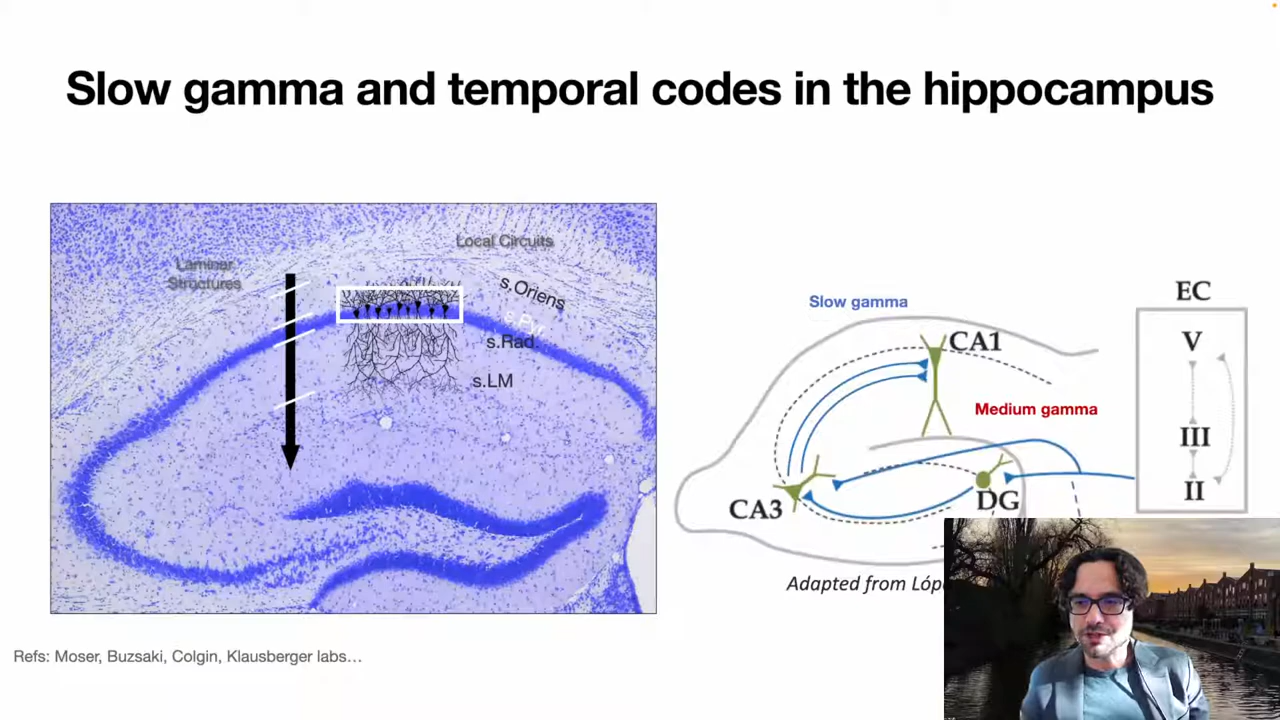 Slow gamma and temporal codes in the hippocampus
Local Circuits
Laminar
Structures
s.Oriens
s.Pyr.
s.Rad.
s.LM
Slow gamma
CA1
Medium gamma
CA3
DG
EC
V
III
II
Adapted from
Refs: Moser, Buzsaki, Colgin, Klausberger labs…